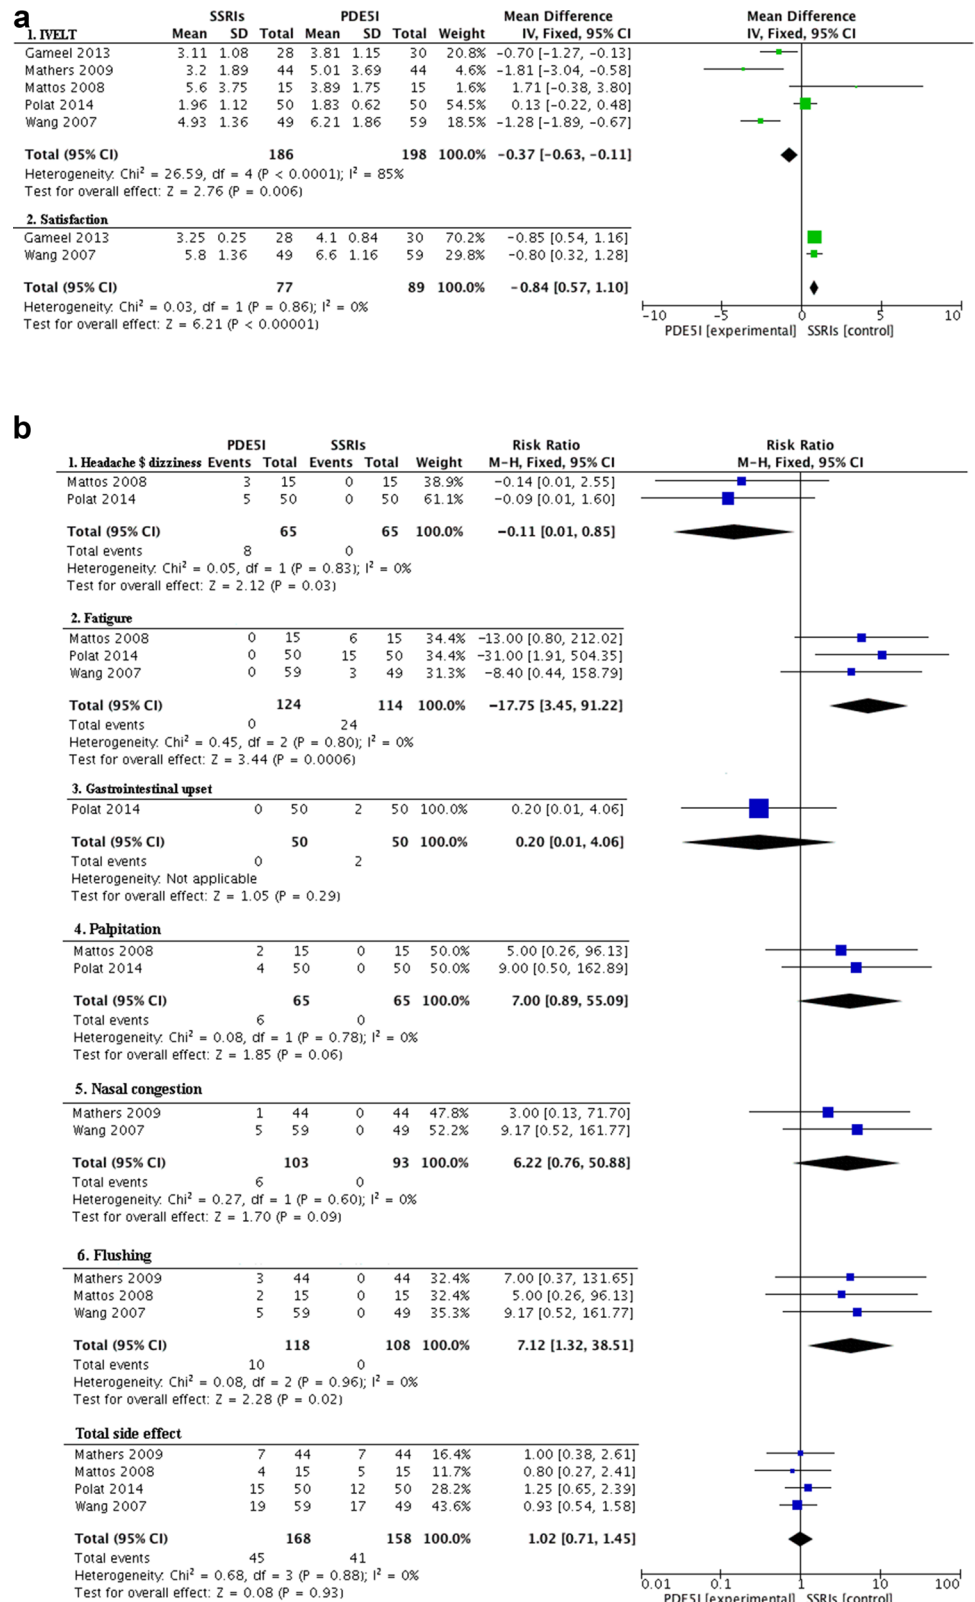 a
SSRIs PDE5I Mean Difference Mean Difference
1. IVELT Mean SD Total Mean SD Total Weight IV, Fixed, 95% CI IV, Fixed, 95% CI
Gameel 2013 3.11 1.08 28 3.81 1.15 30 20.8% −0.70 [−1.27, −0.13]
Mathers 2009 3.2 1.89 44 5.01 3.69 44 4.6% −1.81 [−3.04, −0.58]
Mattos 2008 5.6 3.75 15 3.89 1.75 15 1.6% 1.71 [−0.38, 3.80]
Polat 2014 1.96 1.12 50 1.83 0.62 50 54.5% 0.13 [−0.22, 0.48]
Wang 2007 4.93 1.36 49 6.21 1.86 59 18.5% −1.28 [−1.89, −0.67]
Total (95% CI) 186 198 100.0% −0.37 [−0.63, −0.11]
Heterogeneity: Chi² = 26.59, df = 4 (P < 0.0001); I² = 85%
Test for overall effect: Z = 2.76 (P = 0.006)
2. Satisfaction
Gameel 2013 3.25 0.25 28 4.1 0.84 30 70.2% −0.85 [0.54, 1.16]
Wang 2007 5.8 1.36 49 6.6 1.16 59 29.8% −0.80 [0.32, 1.28]
Total (95% CI) 77 89 100.0% −0.84 [0.57, 1.10]
Heterogeneity: Chi² = 0.03, df = 1 (P = 0.86); I² = 0%
Test for overall effect: Z = 6.21 (P < 0.00001)
−10 −5 0 5 10
PDE5I [experimental] SSRIs [control]
b
PDE5I SSRIs Risk Ratio Risk Ratio
1. Headache $ dizziness Events Total Events Total Weight M-H, Fixed, 95% CI M-H, Fixed, 95% CI
Mattos 2008 3 15 0 15 38.9% −0.14 [0.01, 2.55]
Polat 2014 5 50 0 50 61.1% −0.09 [0.01, 1.60]
Total (95% CI) 65 65 100.0% −0.11 [0.01, 0.85]
Total events 8 0
Heterogeneity: Chi² = 0.05, df = 1 (P = 0.83); I² = 0%
Test for overall effect: Z = 2.12 (P = 0.03)
2. Fatigure
Mattos 2008 0 15 6 15 34.4% −13.00 [0.80, 212.02]
Polat 2014 0 50 15 50 34.4% −31.00 [1.91, 504.35]
Wang 2007 0 59 3 49 31.3% −8.40 [0.44, 158.79]
Total (95% CI) 124 114 100.0% −17.75 [3.45, 91.22]
Total events 0 24
Heterogeneity: Chi² = 0.45, df = 2 (P = 0.80); I² = 0%
Test for overall effect: Z = 3.44 (P = 0.0006)
3. Gastrointestinal upset
Polat 2014 0 50 2 50 100.0% 0.20 [0.01, 4.06]
Total (95% CI) 50 50 100.0% 0.20 [0.01, 4.06]
Total events 0 2
Heterogeneity: Not applicable
Test for overall effect: Z = 1.05 (P = 0.29)
4. Palpitation
Mattos 2008 2 15 0 15 50.0% 5.00 [0.26, 96.13]
Polat 2014 4 50 0 50 50.0% 9.00 [0.50, 162.89]
Total (95% CI) 65 65 100.0% 7.00 [0.89, 55.09]
Total events 6 0
Heterogeneity: Chi² = 0.08, df = 1 (P = 0.78); I² = 0%
Test for overall effect: Z = 1.85 (P = 0.06)
5. Nasal congestion
Mathers 2009 1 44 0 44 47.8% 3.00 [0.13, 71.70]
Wang 2007 5 59 0 49 52.2% 9.17 [0.52, 161.77]
Total (95% CI) 103 93 100.0% 6.22 [0.76, 50.88]
Total events 6 0
Heterogeneity: Chi² = 0.27, df = 1 (P = 0.60); I² = 0%
Test for overall effect: Z = 1.70 (P = 0.09)
6. Flushing
Mathers 2009 3 44 0 44 32.4% 7.00 [0.37, 131.65]
Mattos 2008 2 15 0 15 32.4% 5.00 [0.26, 96.13]
Wang 2007 5 59 0 49 35.3% 9.17 [0.52, 161.77]
Total (95% CI) 118 108 100.0% 7.12 [1.32, 38.51]
Total events 10 0
Heterogeneity: Chi² = 0.08, df = 2 (P = 0.96); I² = 0%
Test for overall effect: Z = 2.28 (P = 0.02)
Total side effect
Mathers 2009 7 44 7 44 16.4% 1.00 [0.38, 2.61]
Mattos 2008 4 15 5 15 11.7% 0.80 [0.27, 2.41]
Polat 2014 15 50 12 50 28.2% 1.25 [0.65, 2.39]
Wang 2007 19 59 17 49 43.6% 0.93 [0.54, 1.58]
Total (95% CI) 168 158 100.0% 1.02 [0.71, 1.45]
Total events 45 41
Heterogeneity: Chi² = 0.68, df = 3 (P = 0.88); I² = 0%
Test for overall effect: Z = 0.08 (P = 0.93)
0.01 0.1 1 10 100
PDE5I [experimental] SSRIs [control]